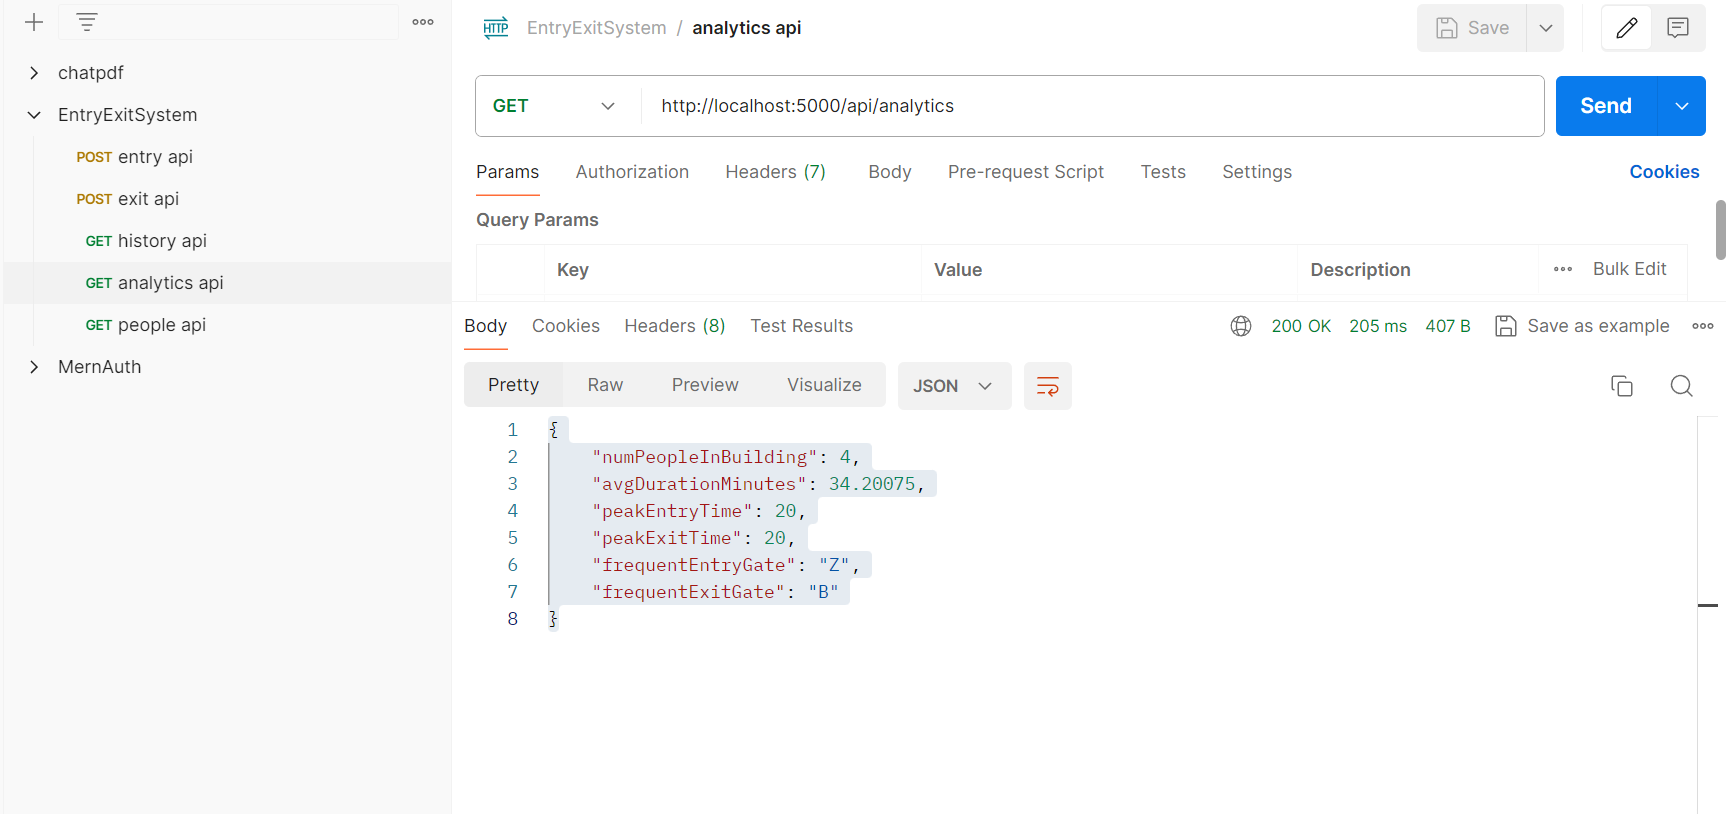 chatpdf
EntryExitSystem
POST entry api
POST exit api
GET history api
GET analytics api
GET people api
MernAuth
HTTP EntryExitSystem / analytics api
Save
GET http://localhost:5000/api/analytics
Send
Params Authorization Headers (7) Body Pre-request Script Tests Settings Cookies
Query Params
Key Value Description Bulk Edit
Body Cookies Headers (8) Test Results 200 OK 205 ms 407 B Save as example
Pretty Raw Preview Visualize JSON
1 {
2 "numPeopleInBuilding": 4,
3 "avgDurationMinutes": 34.20075,
4 "peakEntryTime": 20,
5 "peakExitTime": 20,
6 "frequentEntryGate": "Z",
7 "frequentExitGate": "B"
8 }